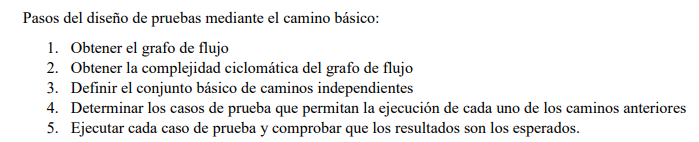 Pasos del diseño de pruebas mediante el camino básico:
1. Obtener el grafo de flujo
2. Obtener la complejidad ciclomática del grafo de flujo
3. Definir el conjunto básico de caminos independientes
4. Determinar los casos de prueba que permitan la ejecución de cada uno de los caminos anteriores
5. Ejecutar cada caso de prueba y comprobar que los resultados son los esperados.